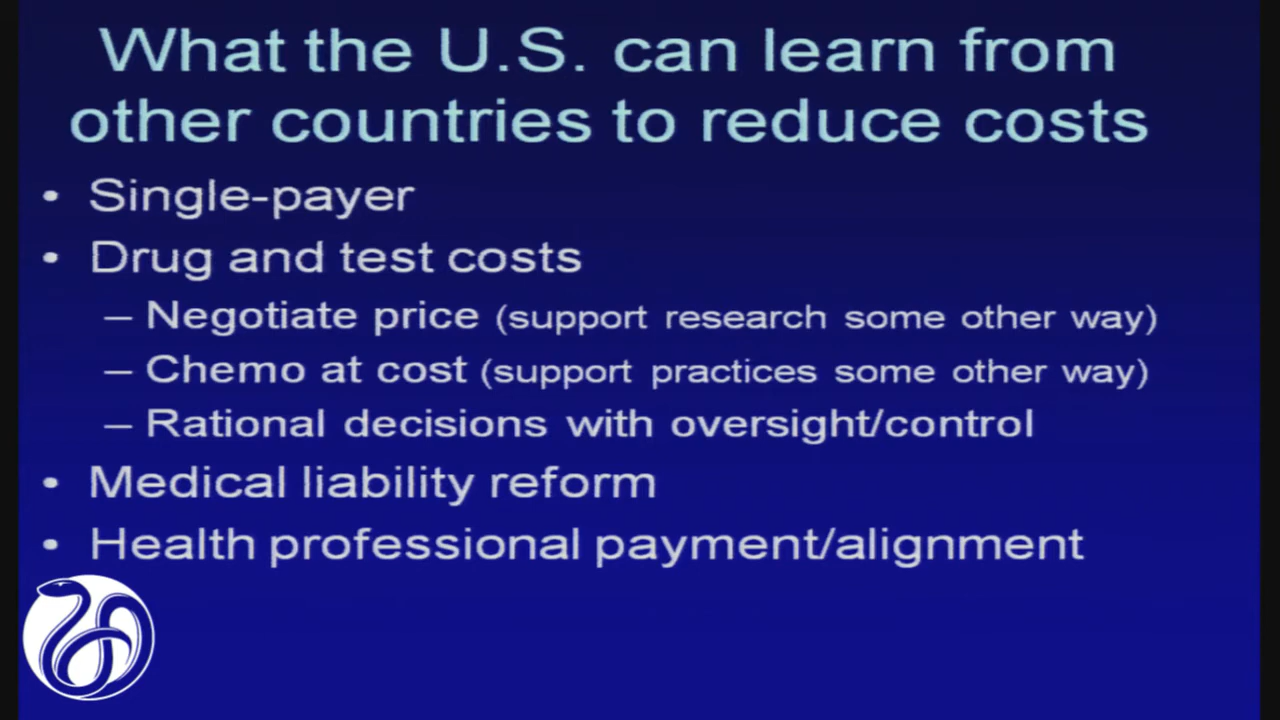 What the U.S. can learn from
other countries to reduce costs
• Single-payer
• Drug and test costs
– Negotiate price (support research some other way)
– Chemo at cost (support practices some other way)
– Rational decisions with oversight/control
• Medical liability reform
• Health professional payment/alignment